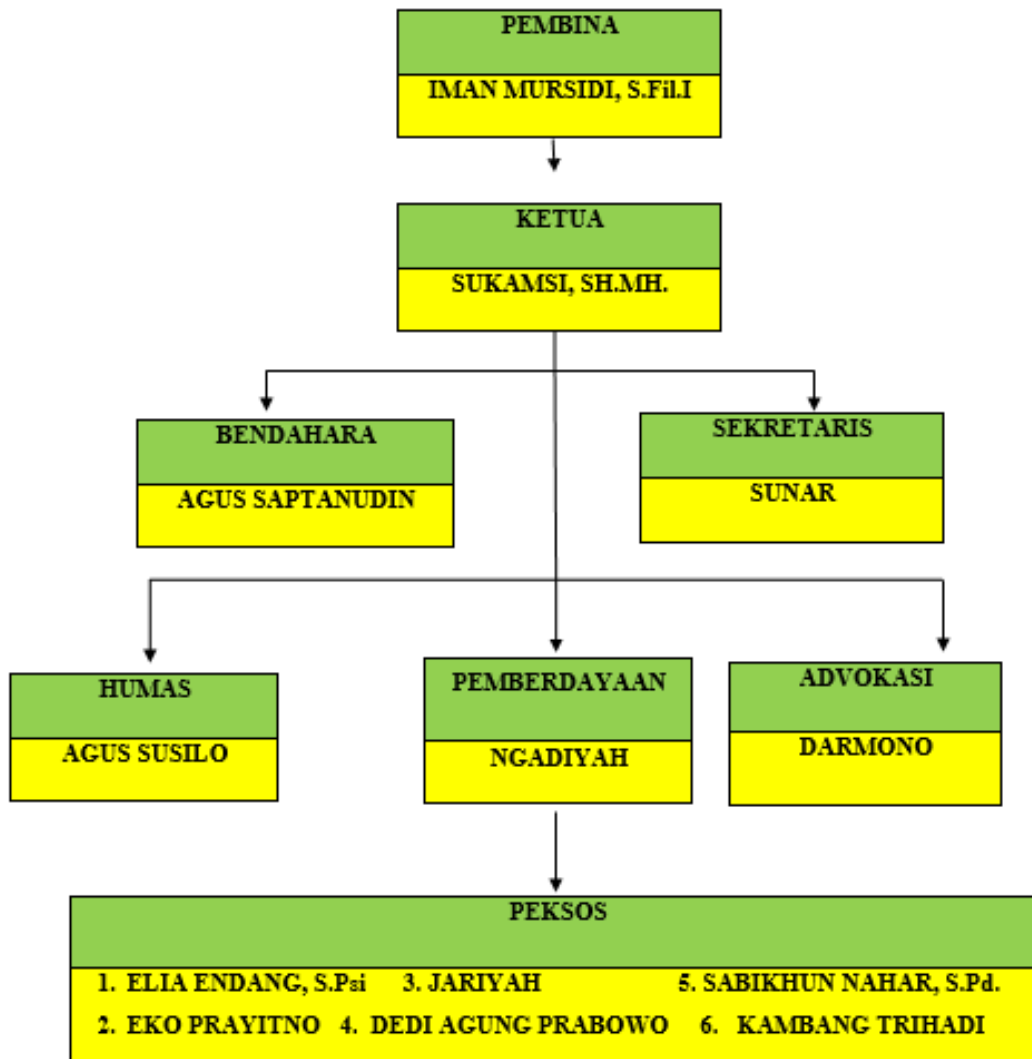 PEMBINA
IMAN MURSIDI, S.Fil.I
KETUA
SUKAMSI, SH.MH.
BENDAHARA
AGUS SAPTANUDIN
SEKRETARIS
SUNAR
HUMAS
AGUS SUSILO
PEMBERDAYAAN
NGADIYAH
ADVOKASI
DARMONO
PEKSOS
1. ELIA ENDANG, S.Psi 3. JARIYAH 5. SABIKHUN NAHAR, S.Pd.
2. EKO PRAYITNO 4. DEDI AGUNG PRABOWO 6. KAMBANG TRIHADI